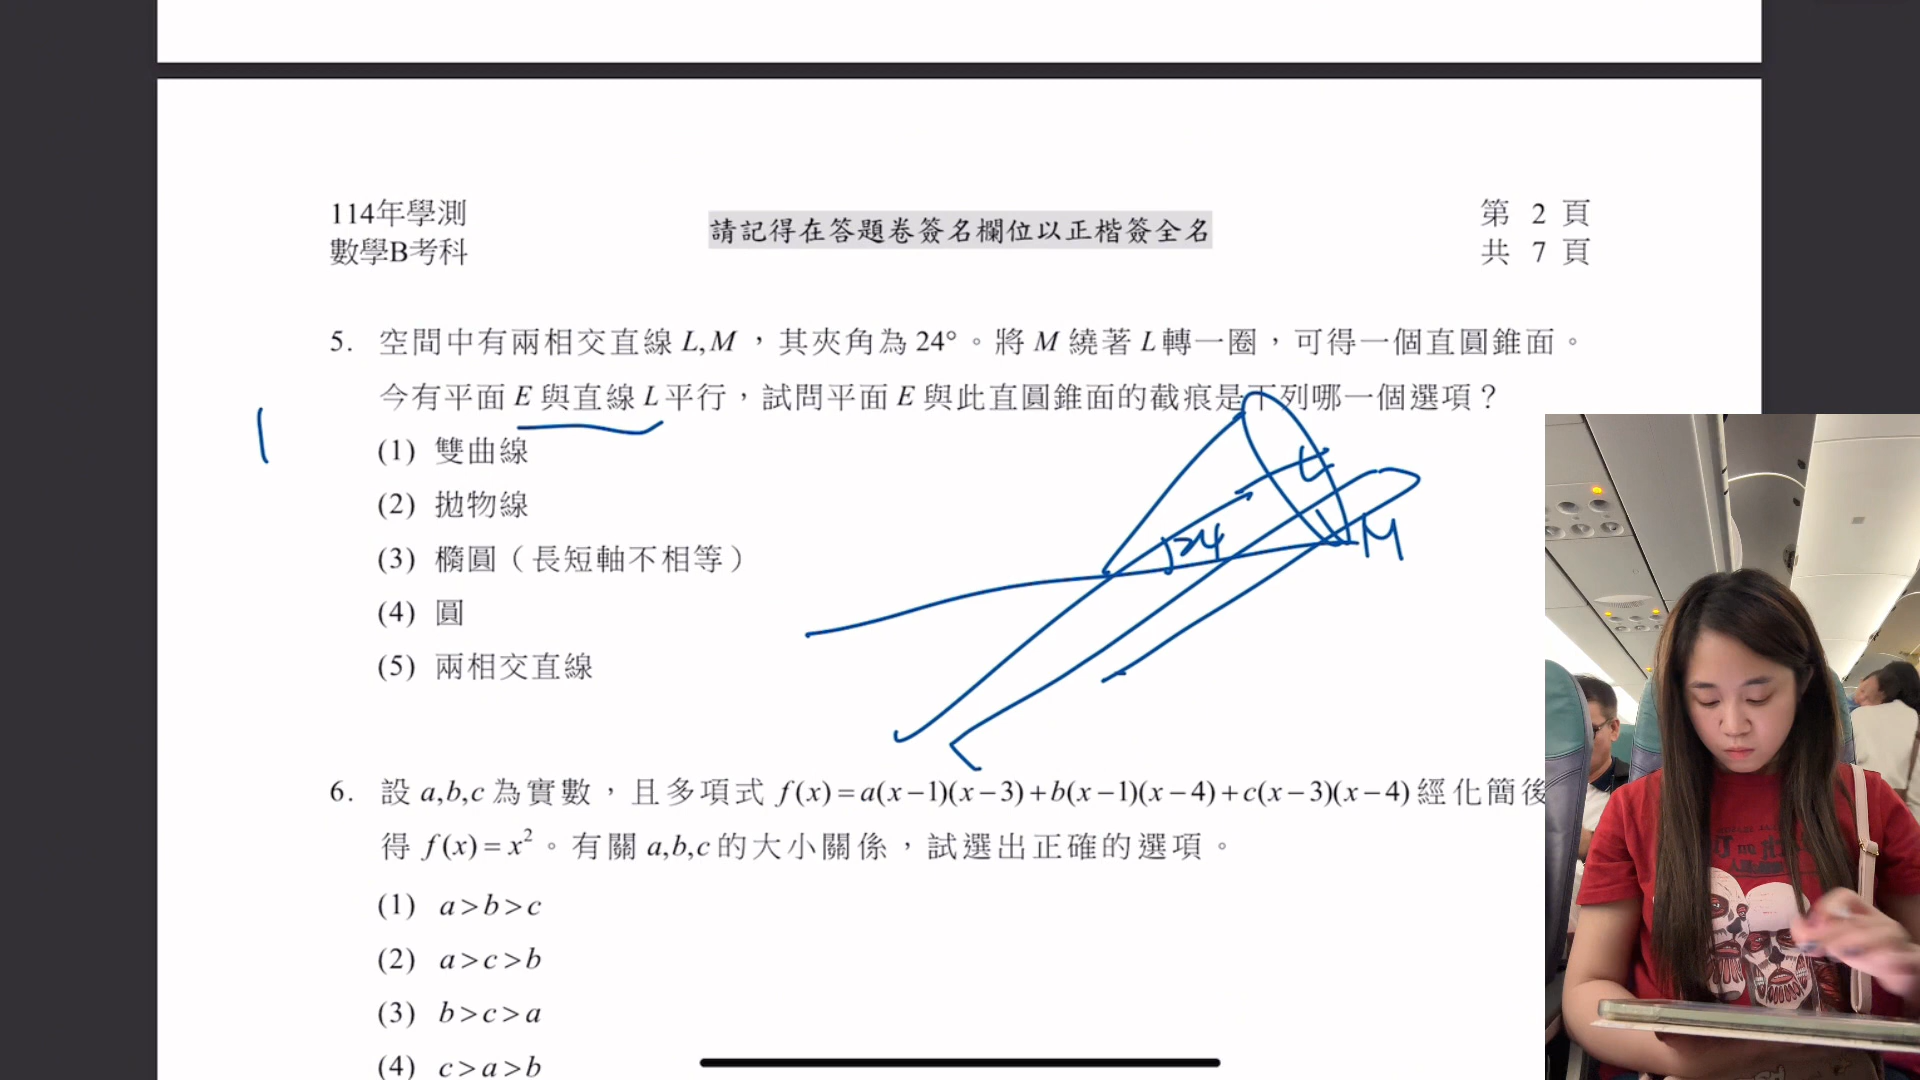 114年學測
數學B考科
請記得在答題卷簽名欄位以正楷簽全名
第 2 頁
共 7 頁
5. 空間中有兩相交直線 L,M，其夾角為 24°。將 M 繞著 L 轉一圈，可得一個直圓錐面。
今有平面 E 與直線 L 平行，試問平面 E 與此直圓錐面的截痕是下列哪一個選項？
1
(1) 雙曲線
(2) 拋物線
(3) 橢圓（長短軸不相等）
(4) 圓
(5) 兩相交直線
L
24
M
6. 設 a,b,c 為實數，且多項式 f(x)=a(x−1)(x−3)+b(x−1)(x−4)+c(x−3)(x−4) 經化簡後
得 f(x)=x²。有關 a,b,c 的大小關係，試選出正確的選項。
(1) a>b>c
(2) a>c>b
(3) b>c>a
(4) c>a>b